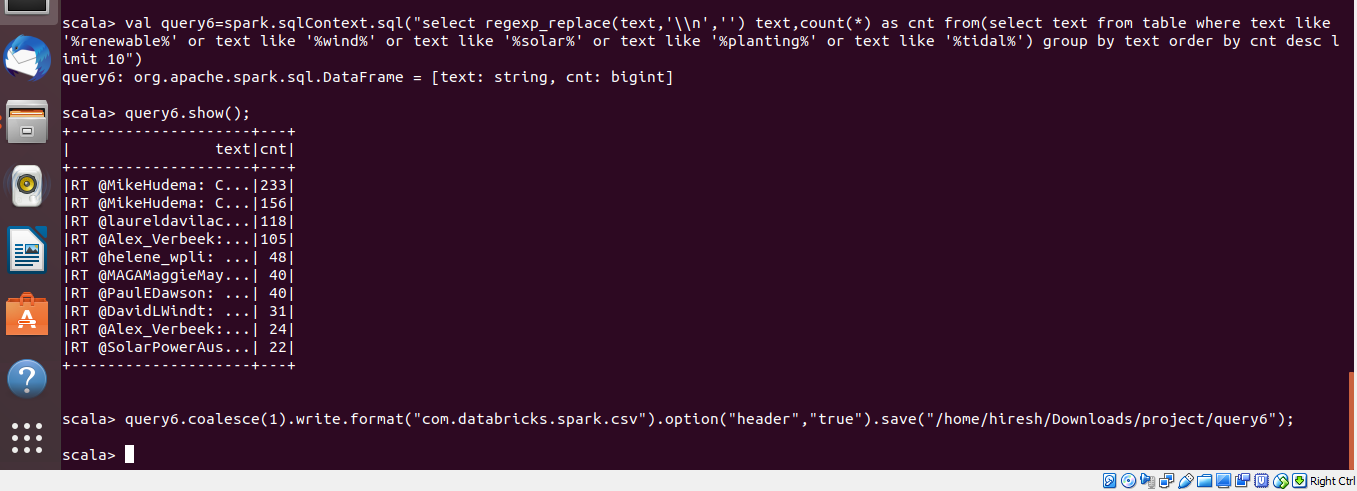 scala> val query6=spark.sqlContext.sql("select regexp_replace(text,'\\n','') text,count(*) as cnt from(select text from table where text like
'%renewable%' or text like '%wind%' or text like '%solar%' or text like '%planting%' or text like '%tidal%') group by text order by cnt desc l
imit 10")
query6: org.apache.spark.sql.DataFrame = [text: string, cnt: bigint]
scala> query6.show();
+--------------------+---+
|                text|cnt|
+--------------------+---+
|RT @MikeHudema: C...|233|
|RT @MikeHudema: C...|156|
|RT @laureldavilac...|118|
|RT @Alex_Verbeek:...|105|
|RT @helene_wpli: ...| 48|
|RT @MAGAMaggieMay...| 40|
|RT @PaulEDawson: ...| 40|
|RT @DavidLWindt: ...| 31|
|RT @Alex_Verbeek:...| 24|
|RT @SolarPowerAus...| 22|
+--------------------+---+
scala> query6.coalesce(1).write.format("com.databricks.spark.csv").option("header","true").save("/home/hiresh/Downloads/project/query6");
scala>
Right Ctrl